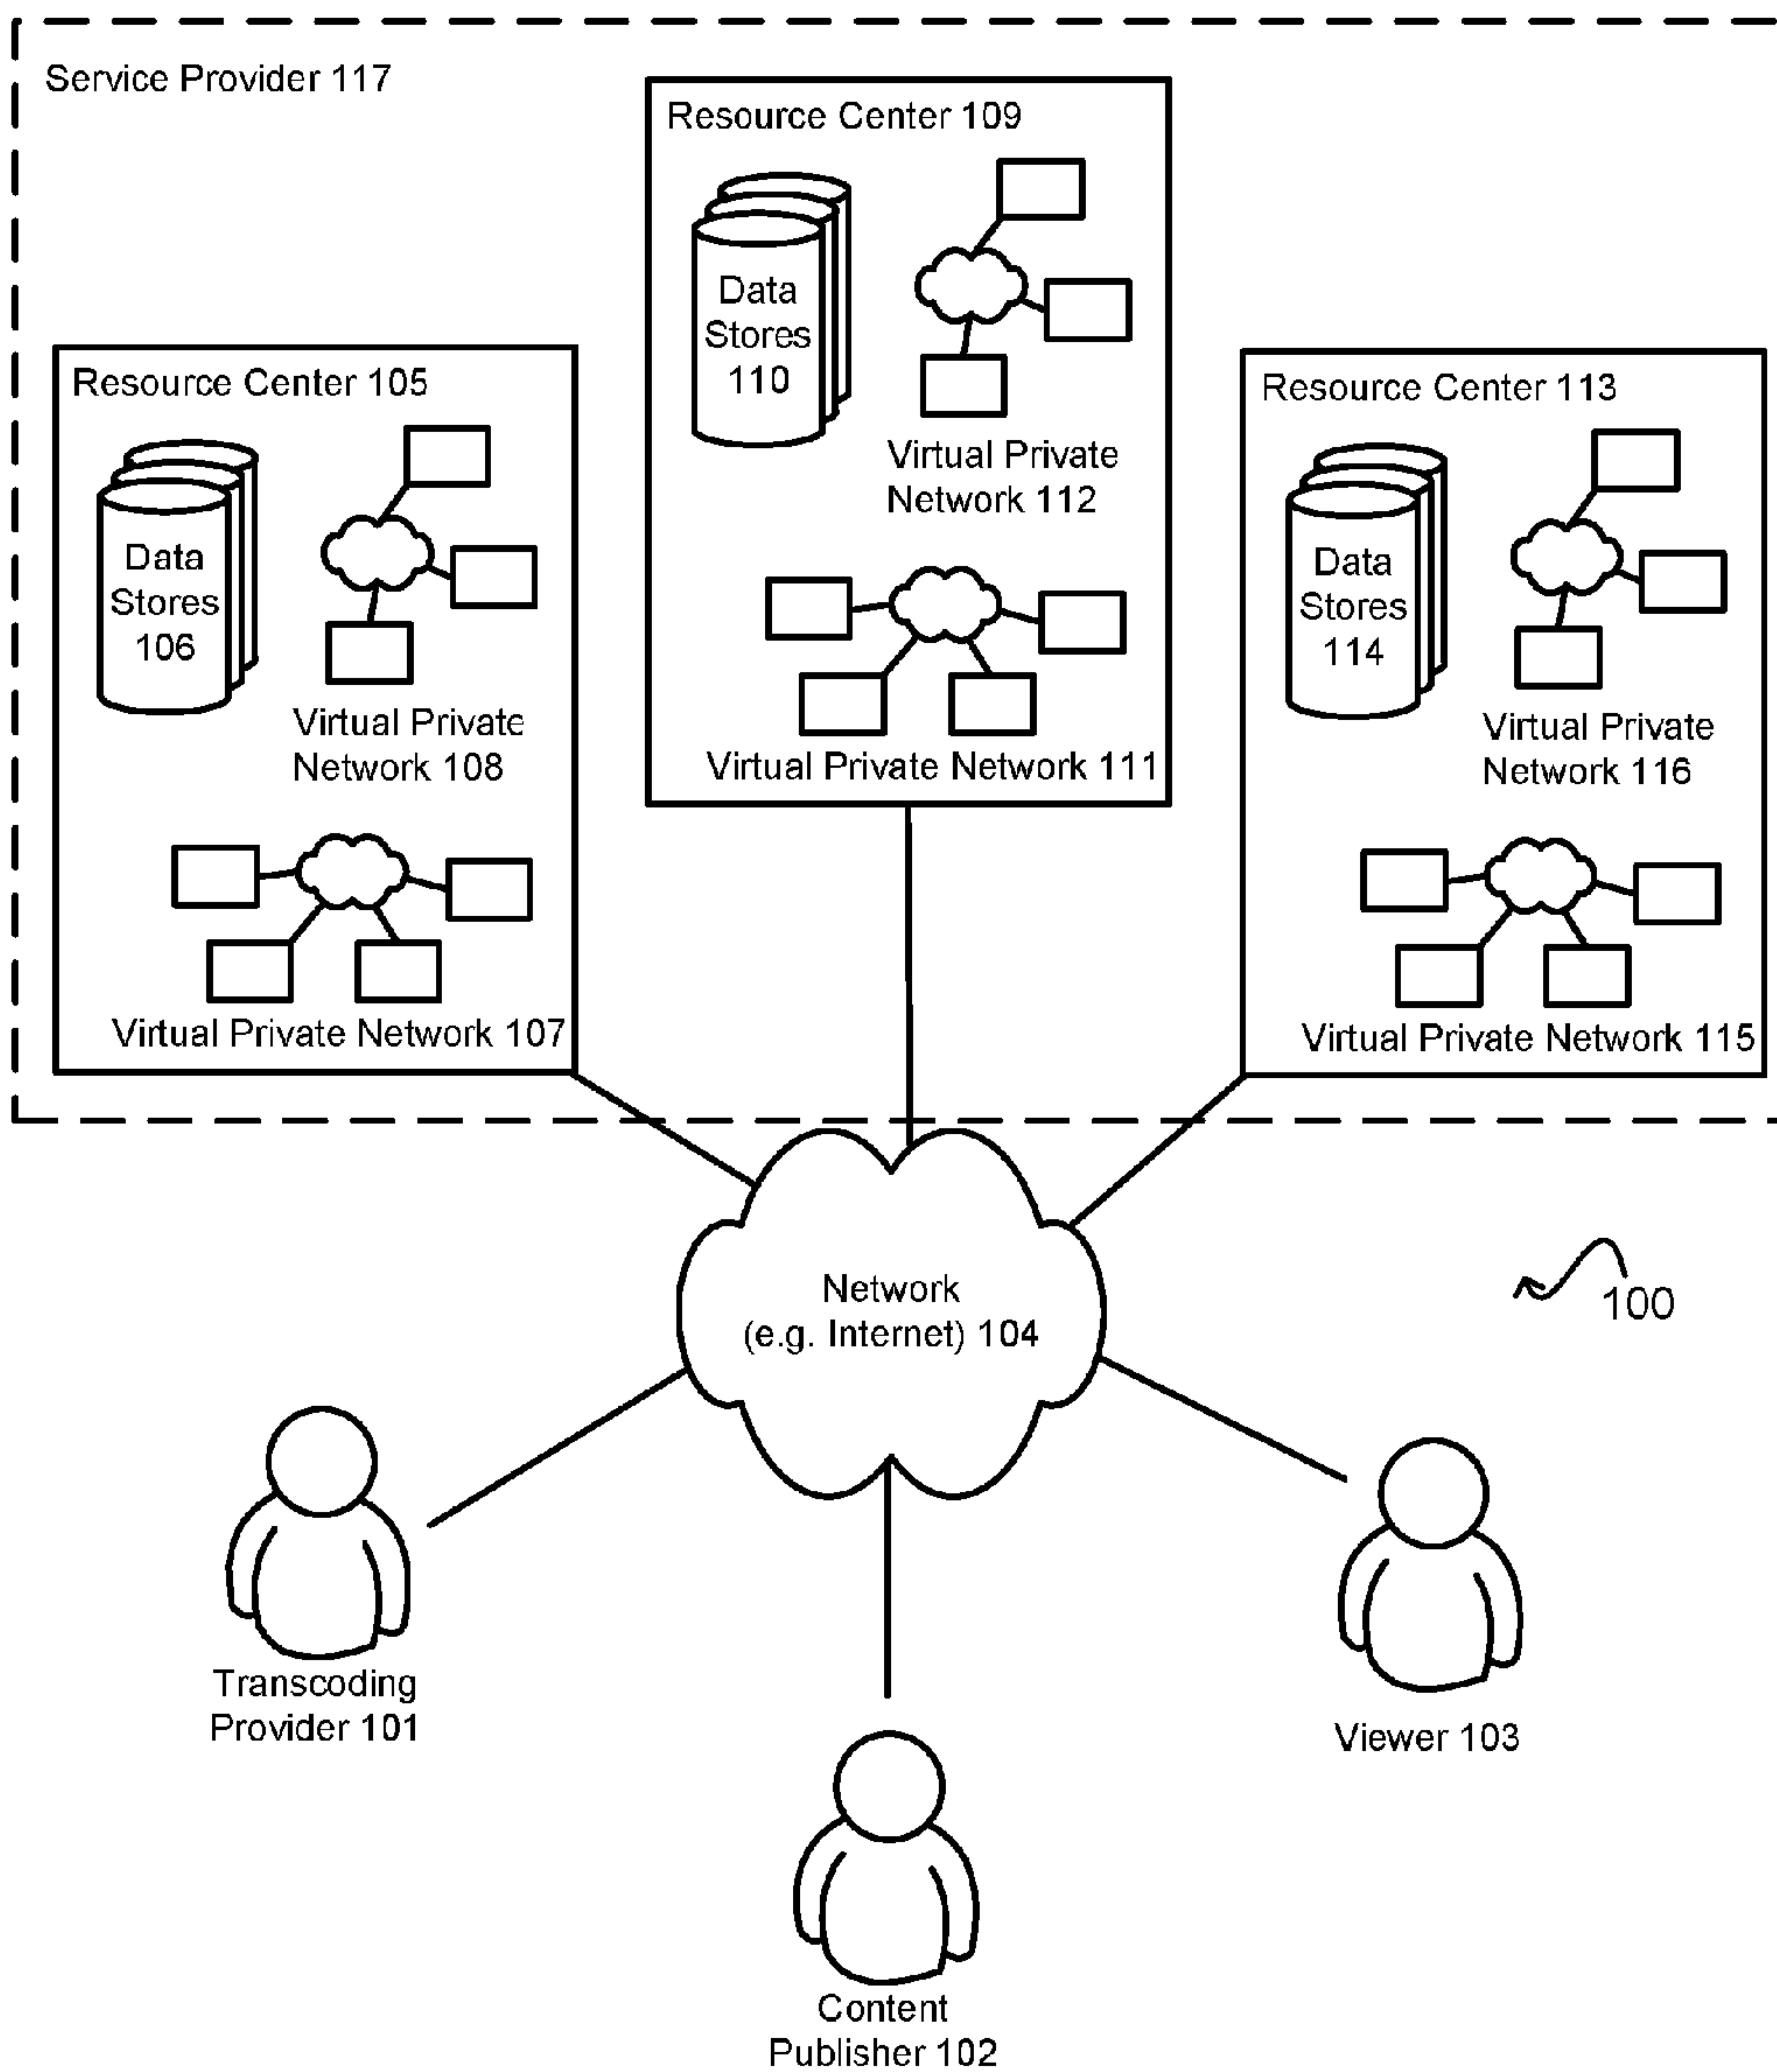 Service Provider 117
Resource Center 109
Data
Stores
110
Virtual Private
Network 112
Virtual Private Network 111
Resource Center 105
Data
Stores
106
Virtual Private
Network 108
Virtual Private Network 107
Resource Center 113
Data
Stores
114
Virtual Private
Network 116
Virtual Private Network 115
Network
(e.g. Internet) 104
100
Transcoding
Provider 101
Viewer 103
Content
Publisher 102